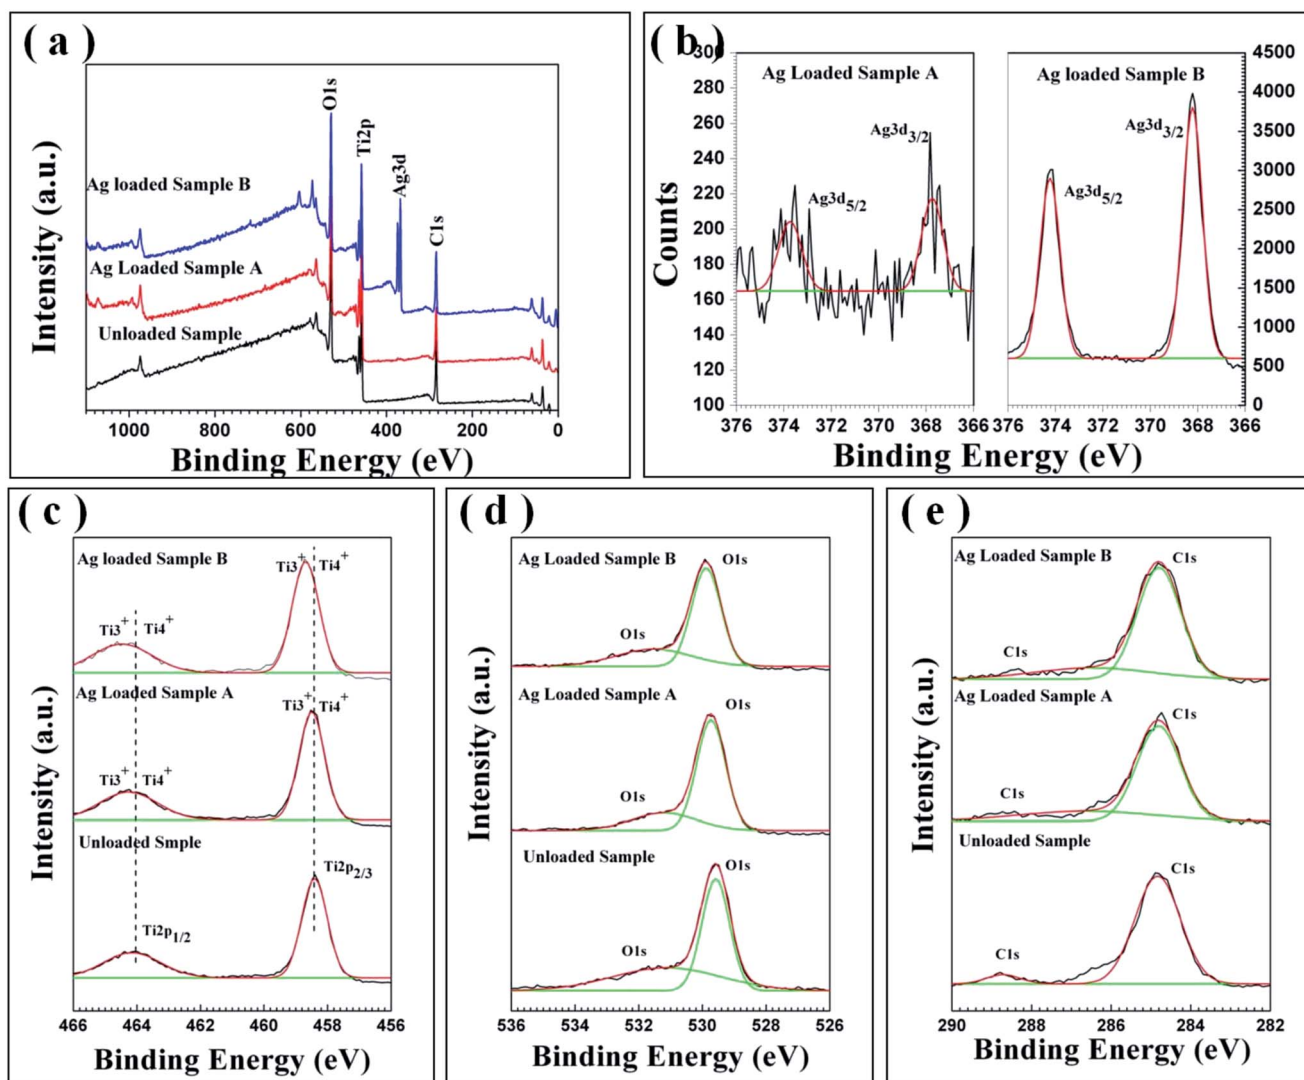 ( a )
Intensity (a.u.)
O1s
Ti2p
Ag3d
C1s
Ag loaded Sample B
Ag Loaded Sample A
Unloaded Sample
1000 800 600 400 200 0
Binding Energy (eV)
( b )
Counts
300
280
260
240
220
200
180
160
140
120
100
Ag Loaded Sample A
Ag3d3/2
Ag3d5/2
376 374 372 370 368 366
Ag loaded Sample B
Ag3d3/2
Ag3d5/2
4500
4000
3500
3000
2500
2000
1500
1000
500
0
376 374 372 370 368 366
Binding Energy (eV)
( c )
Intensity (a.u.)
Ag loaded Sample B
Ti3+ Ti4+
Ti3+ Ti4+
Ag Loaded Sample A
Ti3+ Ti4+
Ti3+ Ti4+
Unloaded Smple
Ti2p2/3
Ti2p1/2
466 464 462 460 458 456
Binding Energy (eV)
( d )
Intensity (a.u.)
Ag Loaded Sample B
O1s
O1s
Ag Loaded Sample A
O1s
O1s
Unloaded Sample
O1s
O1s
536 534 532 530 528 526
Binding Energy (eV)
( e )
Intensity (a.u.)
Ag Loaded Sample B
C1s
C1s
Ag Loaded Sample A
C1s
C1s
Unloaded Sample
C1s
C1s
290 288 286 284 282
Binding Energy (eV)